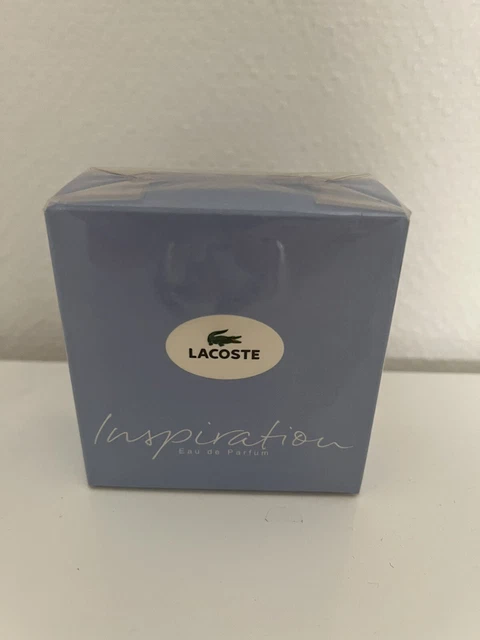 LACOSTE
Inspiration
Eau de Parfum